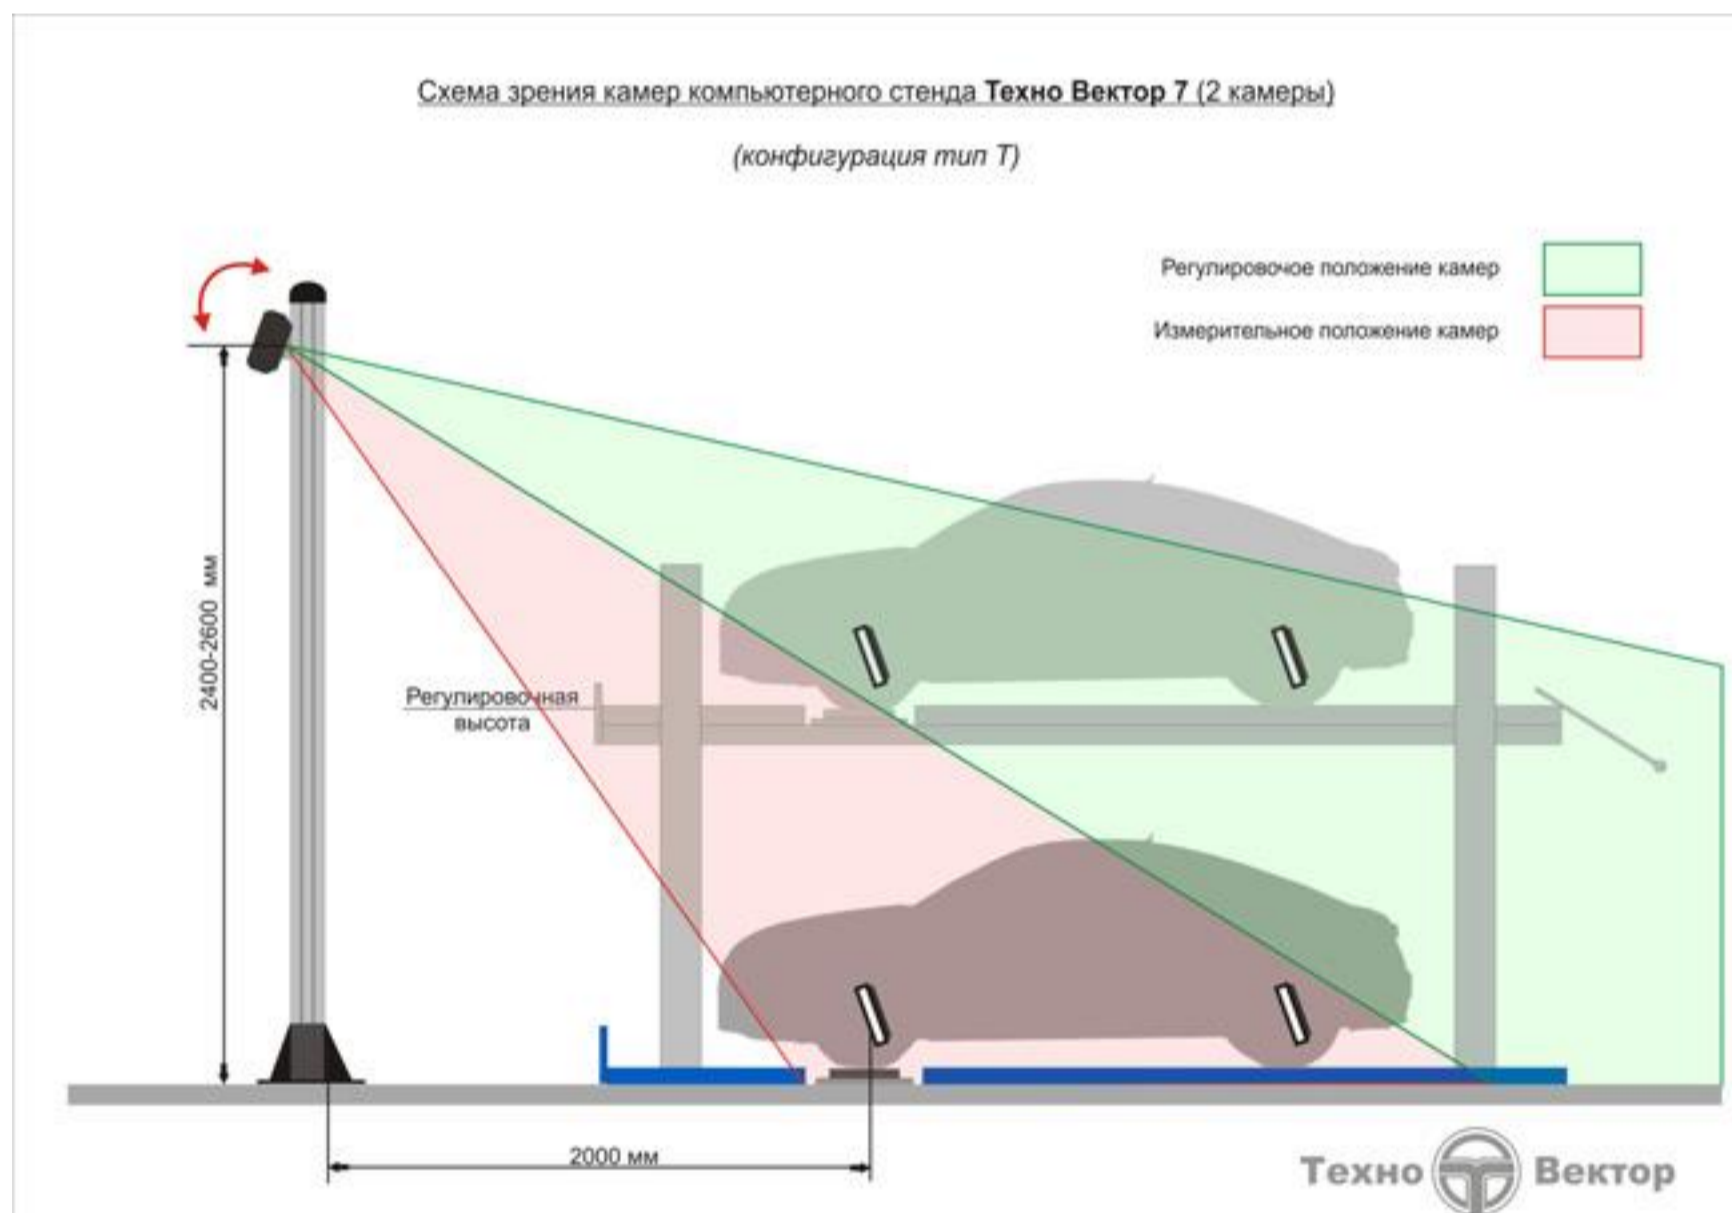 Схема зрения камер компьютерного стенда Техно Вектор 7 (2 камеры)
(конфигурация тип Т)
Регулировочое положение камер
Измерительное положение камер
2400-2600 мм
Регулировочная
высота
2000 мм
Техно Вектор